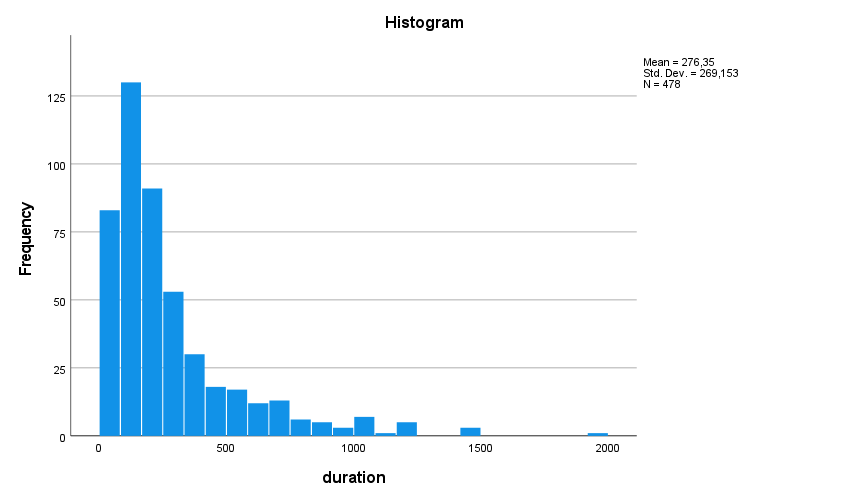 Histogram
Mean = 276,35
Std. Dev. = 269,153
N = 478
125
100
75
50
25
0
Frequency
0 500 1000 1500 2000
duration